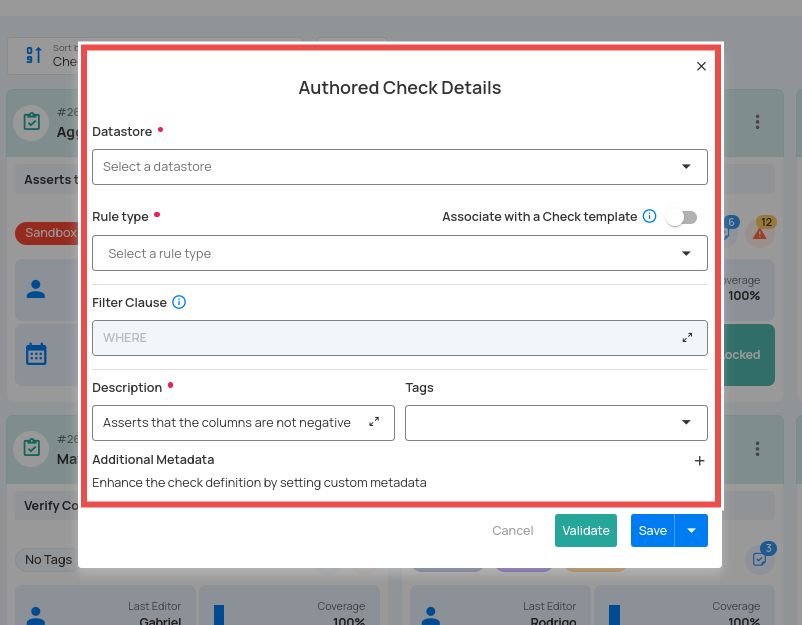 Sort b
Che
Authored Check Details
#26
Agg
Datastore •
Select a datastore
Asserts t
Rule type •
Associate with a Check template
Select a rule type
Sandbox
6
12
Filter Clause
WHERE
overage
100%
ocked
Description •
Tags
Asserts that the columns are not negative
#26
Ma
Additional Metadata
+
Enhance the check definition by setting custom metadata
Verify Co
Cancel
Validate
Save
No Tags
3
Last Editor
Gabriel
Coverage
100%
Last Editor
Rodrigo
Coverage
100%